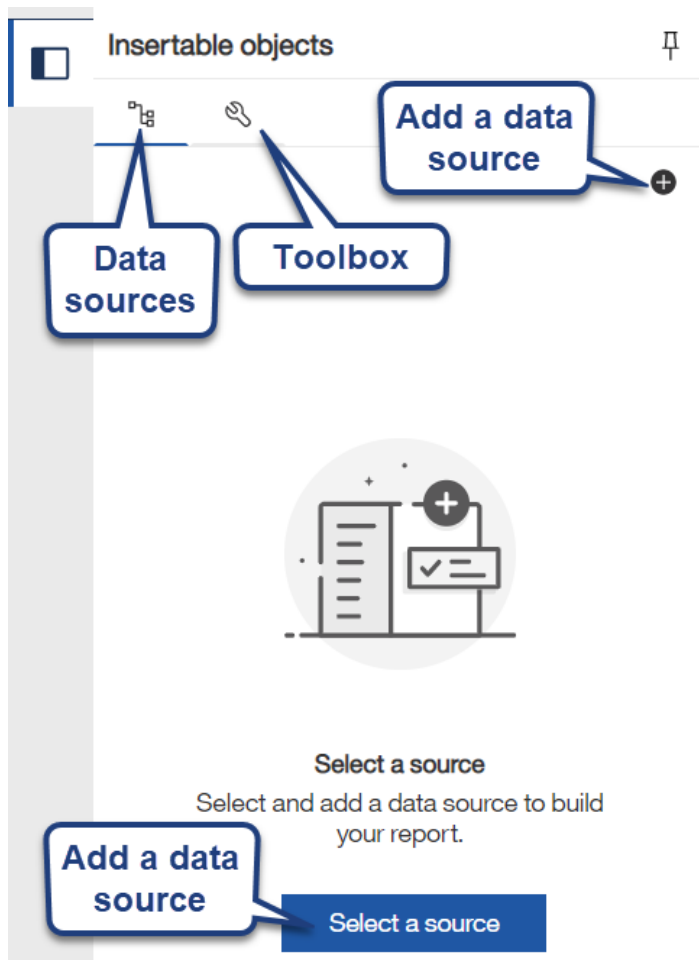 Insertable objects
Add a data
source
Data
sources
Toolbox
Select a source
Select and add a data source to build
your report.
Add a data
source
Select a source